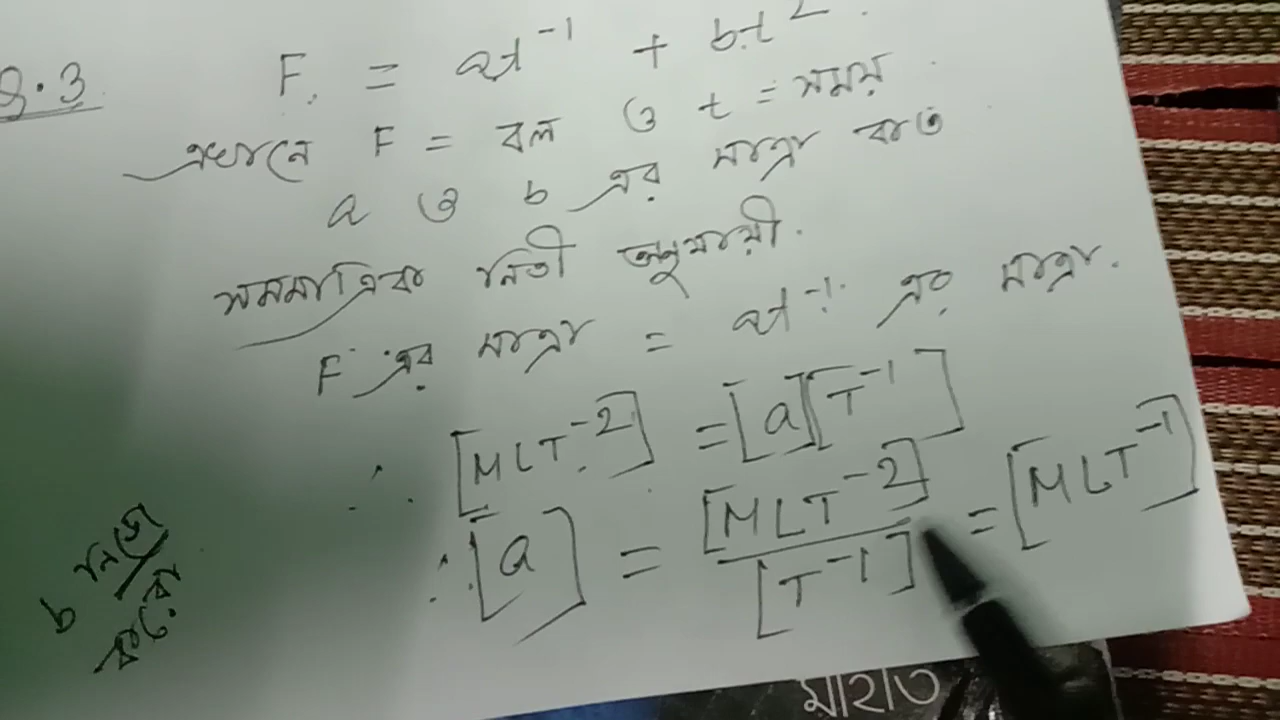 Q.3 F = at⁻¹ + bt²
এখানে F = বল ও t = সময়
a ও b এর মাত্রা কত
সমমাত্রিক নিতী অনুযায়ী.
F এর মাত্রা = at⁻¹ এর মাত্রা.
∴ [MLT⁻²] = [a][T⁻¹]
∴ [a] = [MLT⁻²] / [T⁻¹] = [MLT⁻¹]
b নিজে
করি
মাহাত